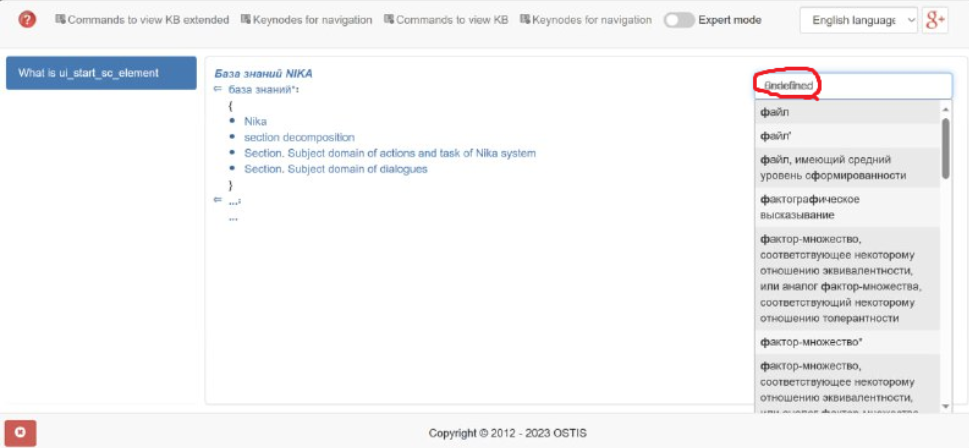 Commands to view KB extended Keynodes for navigation Commands to view KB Keynodes for navigation Expert mode English language
What is ui_start_sc_element
База знаний NIKA
⇐ база знаний*:
{
• Nika
• section decomposition
• Section. Subject domain of actions and task of Nika system
• Section. Subject domain of dialogues
}
⇐ ...:
...
файл
файл'
файл, имеющий средний
уровень сформированности
фактографическое
высказывание
фактор-множество,
соответствующее некоторому
отношению эквивалентности,
или аналог фактор-множества,
соответствующий некоторому
отношению толерантности
фактор-множество*
фактор-множество,
соответствующее некоторому
отношению эквивалентности,
Copyright © 2012 - 2023 OSTIS